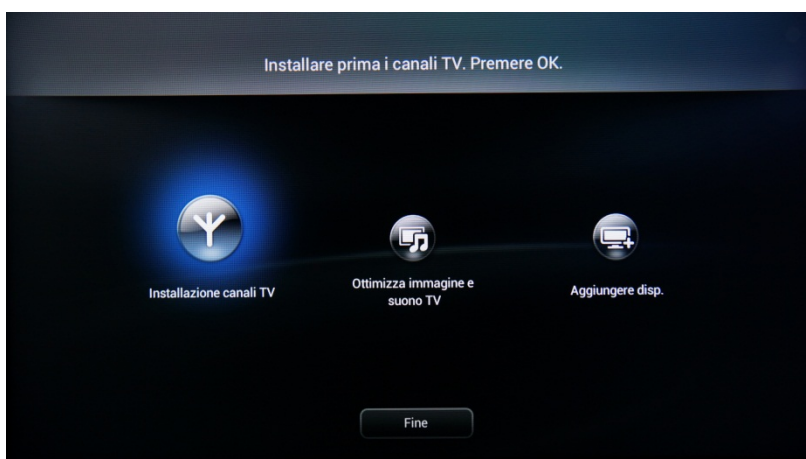 Installare prima i canali TV. Premere OK.
Installazione canali TV
Ottimizza immagine e
suono TV
Aggiungere disp.
Fine